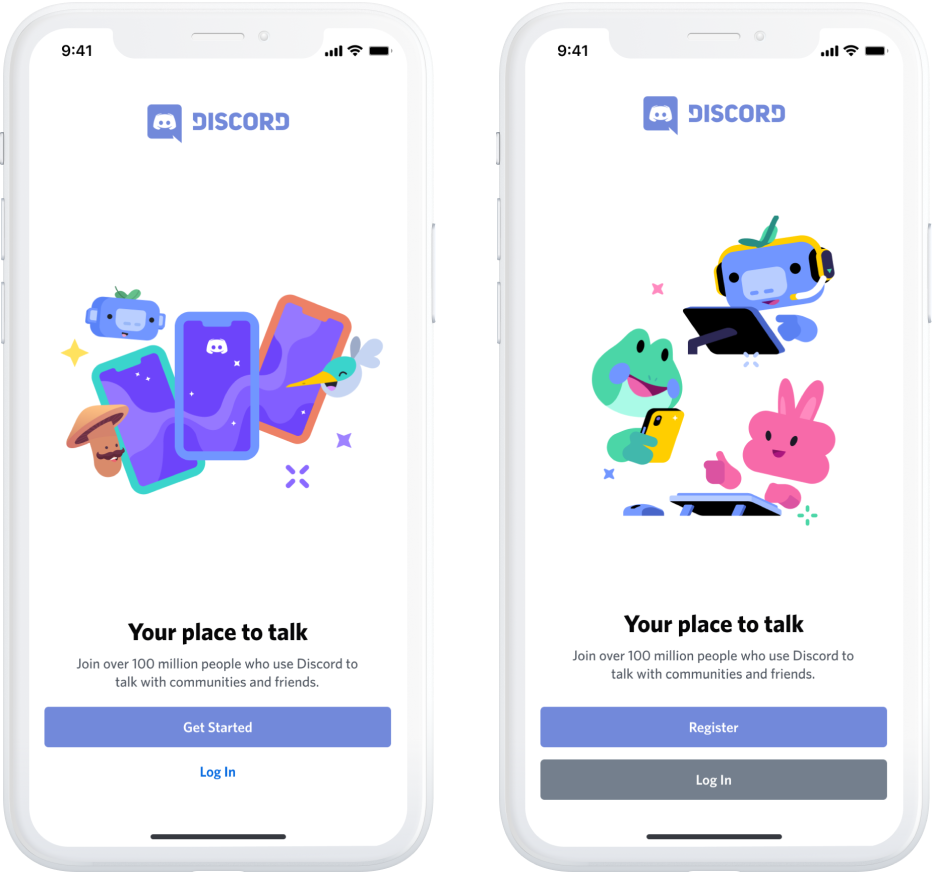 9:41
DISCORD
Your place to talk
Join over 100 million people who use Discord to
talk with communities and friends.
Get Started
Log In
9:41
DISCORD
Your place to talk
Join over 100 million people who use Discord to
talk with communities and friends.
Register
Log In